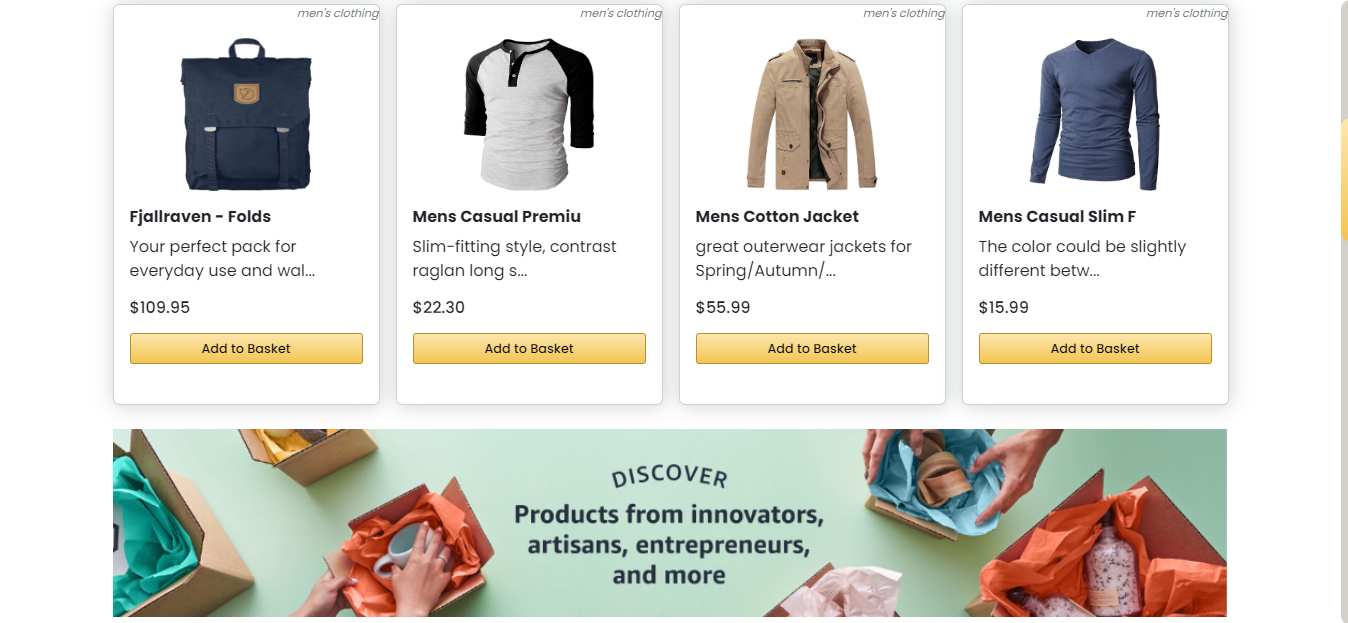 men's clothing
Fjallraven - Folds
Your perfect pack for
everyday use and wal...
$109.95
Add to Basket
men's clothing
Mens Casual Premiu
Slim-fitting style, contrast
raglan long s...
$22.30
Add to Basket
men's clothing
Mens Cotton Jacket
great outerwear jackets for
Spring/Autumn/...
$55.99
Add to Basket
men's clothing
Mens Casual Slim F
The color could be slightly
different betw...
$15.99
Add to Basket
DISCOVER
Products from innovators,
artisans, entrepreneurs,
and more